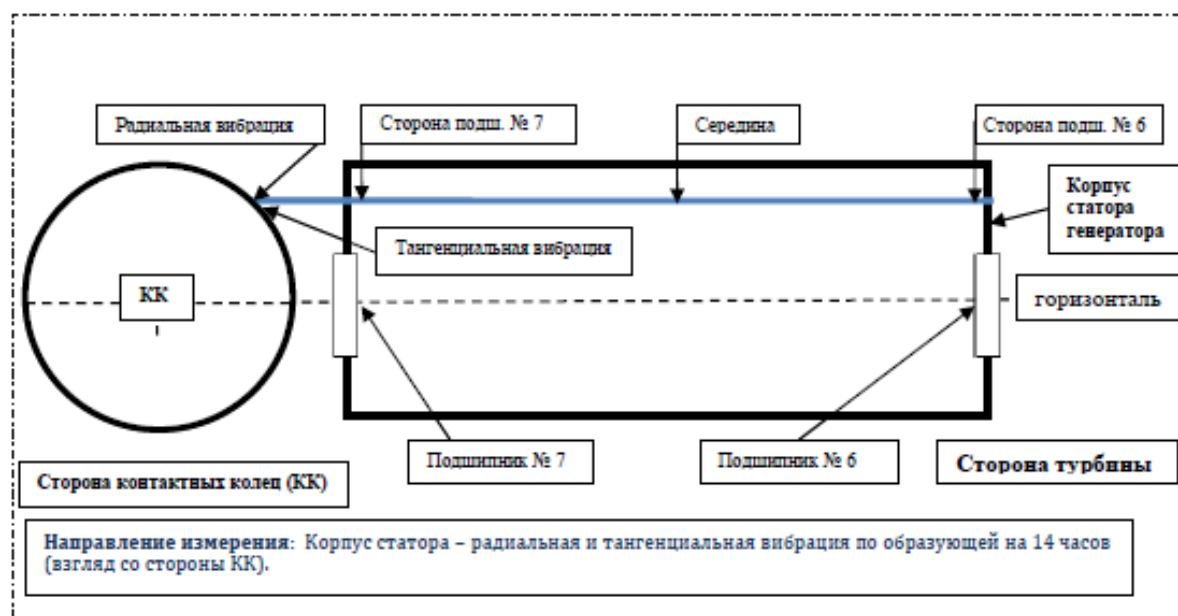 Радиальная вибрация
Сторона подш. № 7
Середина
Сторона подш. № 6
Корпус
статора
генератора
Тангенциальная вибрация
КК
горизонталь
Подшипник № 7
Подшипник № 6
Сторона турбины
Сторона контактных колец (КК)
Направление измерения: Корпус статора – радиальная и тангенциальная вибрация по образующей на 14 часов
(взгляд со стороны КК).